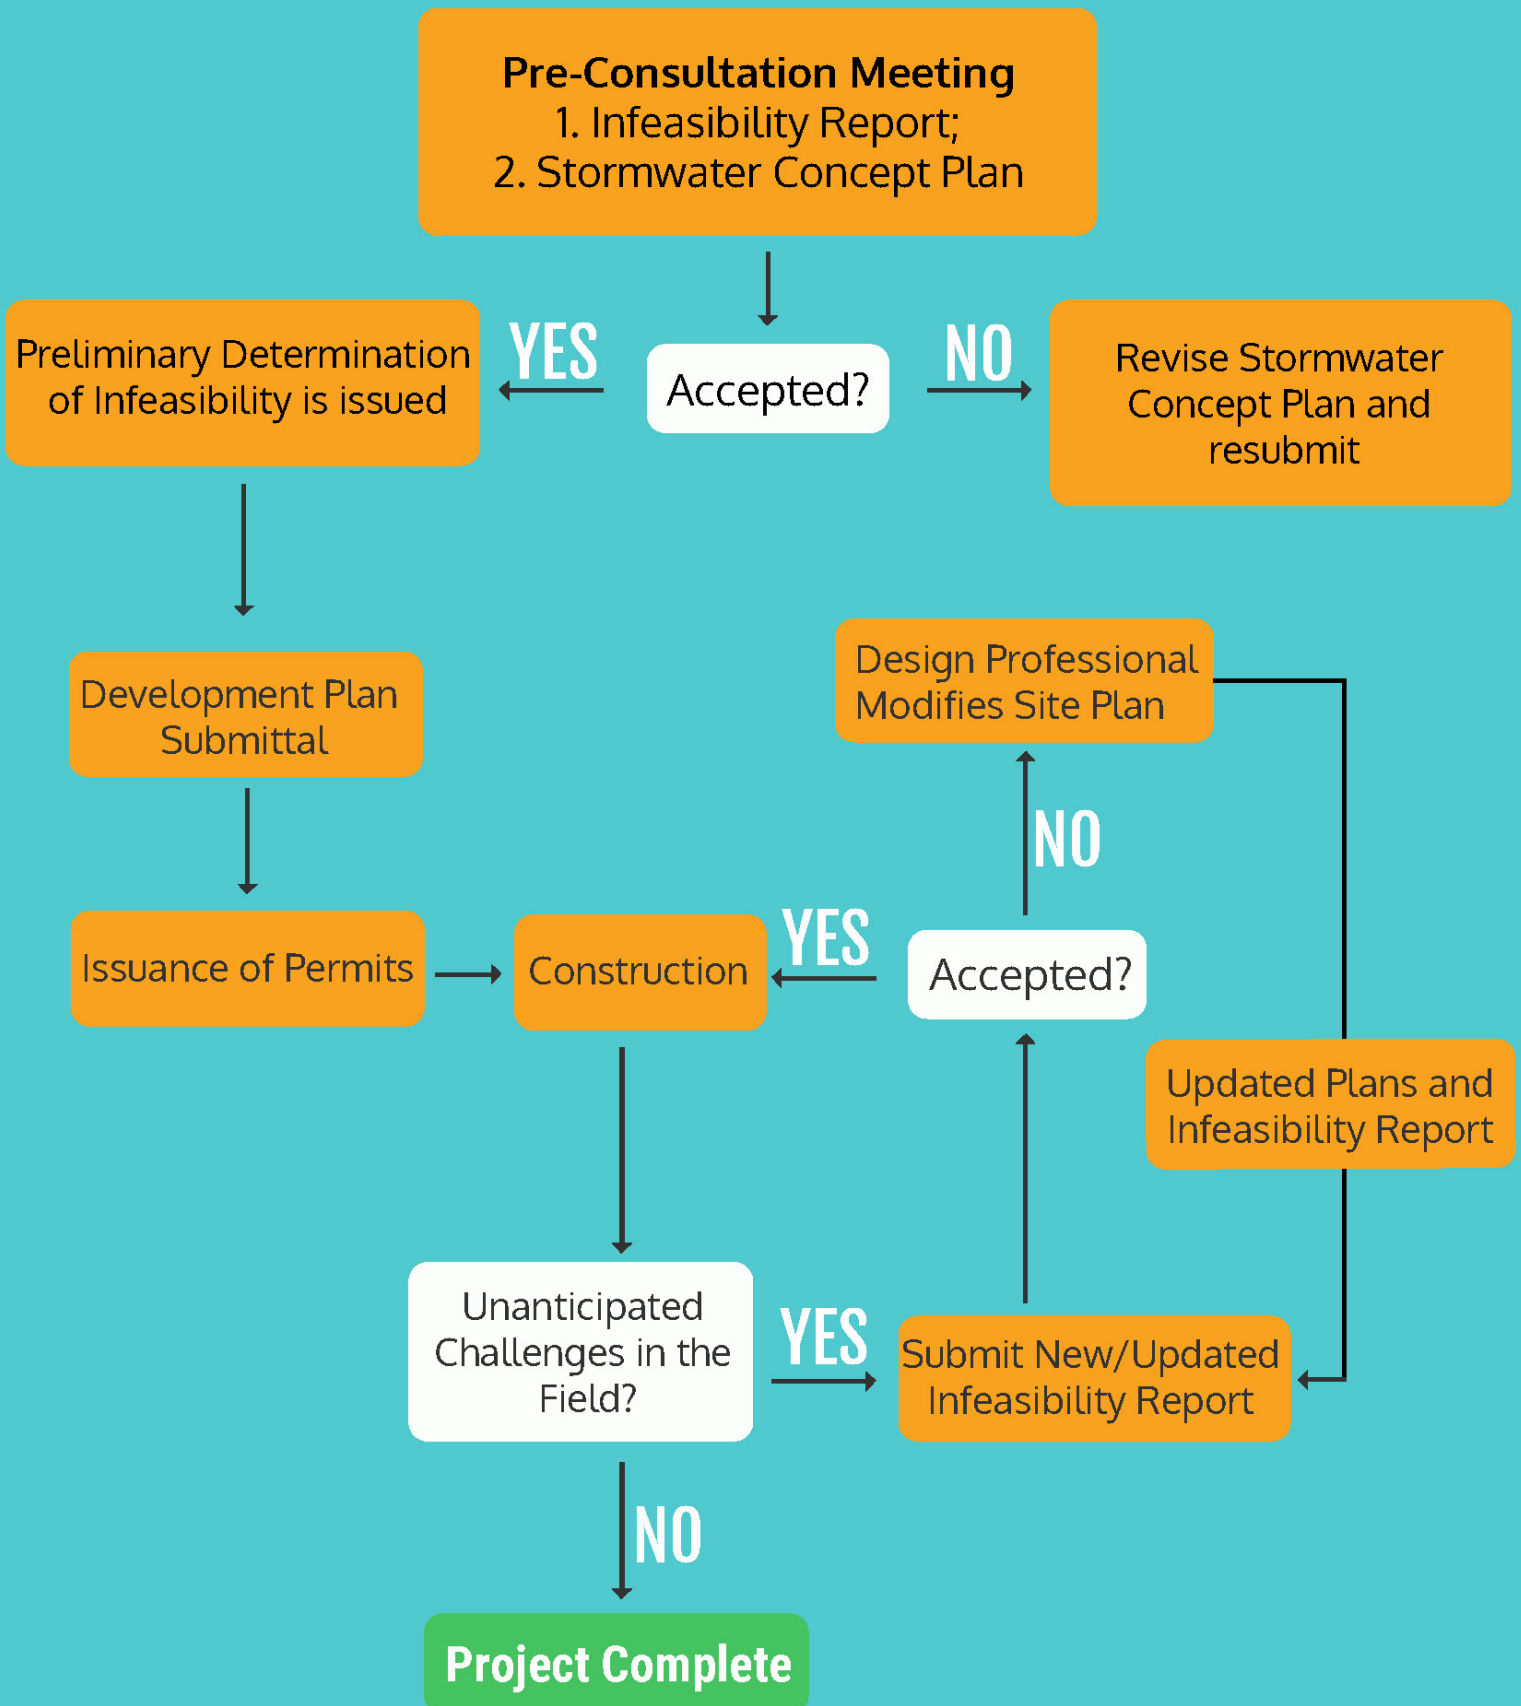 Pre-Consultation Meeting
1. Infeasibility Report;
2. Stormwater Concept Plan
Preliminary Determination
of Infeasibility is issued
YES
Accepted?
NO
Revise Stormwater
Concept Plan and
resubmit
Development Plan
Submittal
Design Professional
Modifies Site Plan
NO
Issuance of Permits
Construction
YES
Accepted?
Updated Plans and
Infeasibility Report
Unanticipated
Challenges in the
Field?
YES
Submit New/Updated
Infeasibility Report
NO
Project Complete